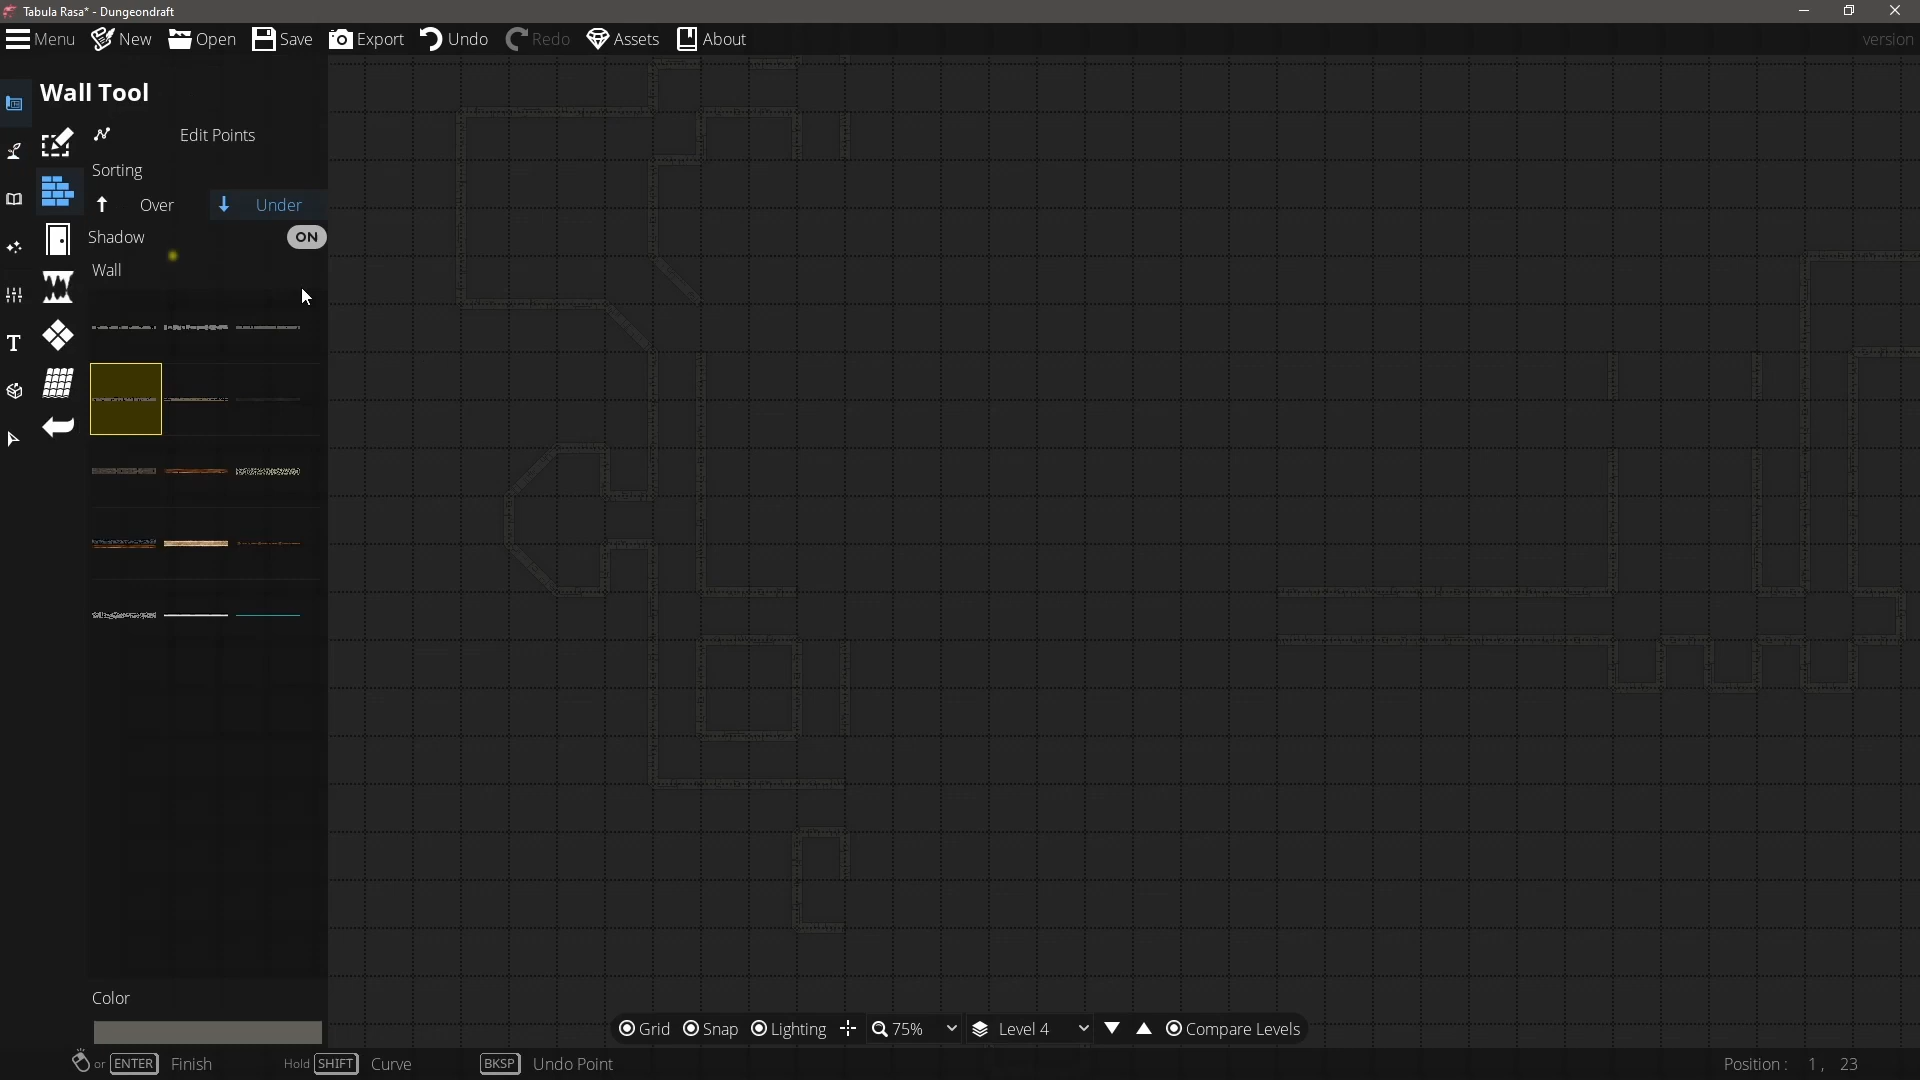 Tabula Rasa* - Dungeondraft
Menu New Open Save Export Undo Redo Assets About version
Wall Tool
Edit Points
Sorting
Over Under
Shadow ON
Wall
Color
Grid Snap Lighting 75% Level 4 Compare Levels
or ENTER Finish Hold SHIFT Curve BKSP Undo Point Position : 1, 23